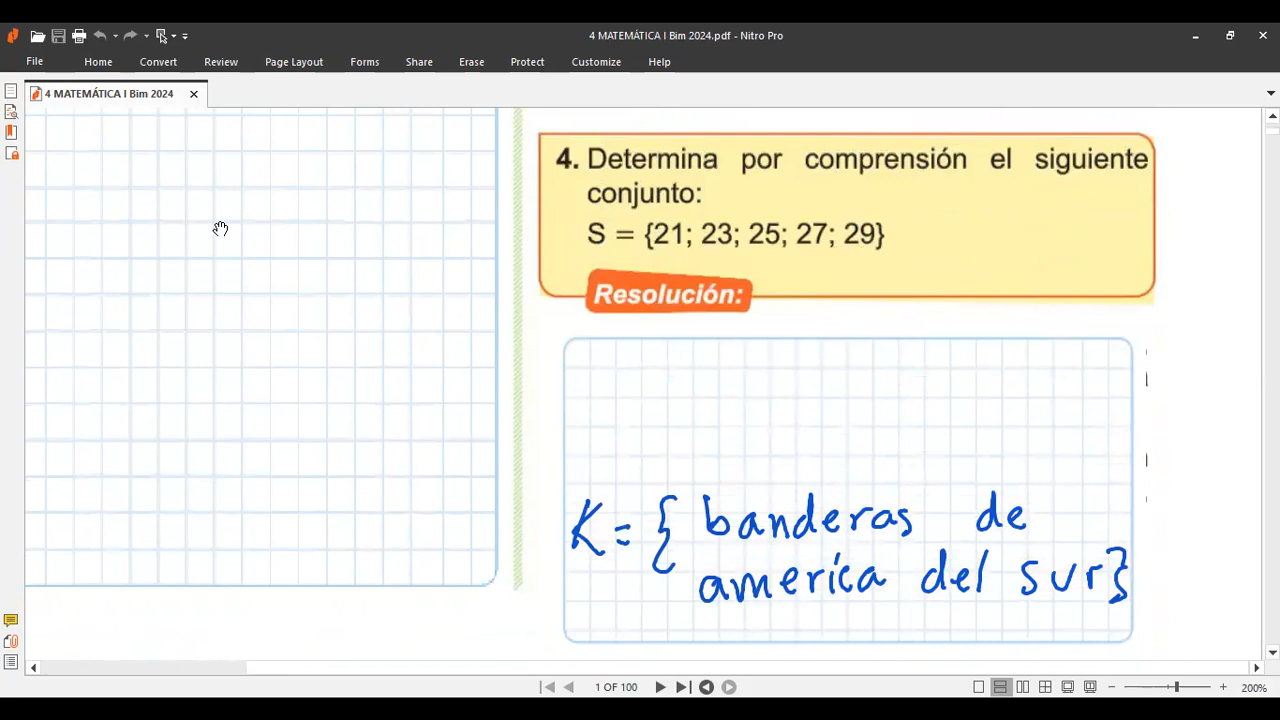 4 MATEMÁTICA I Bim 2024.pdf - Nitro Pro
File Home Convert Review Page Layout Forms Share Erase Protect Customize Help
4 MATEMÁTICA I Bim 2024
4. Determina por comprensión el siguiente
conjunto:
S = {21; 23; 25; 27; 29}
Resolución:
K = { banderas de
america del sur}
1 OF 100
200%